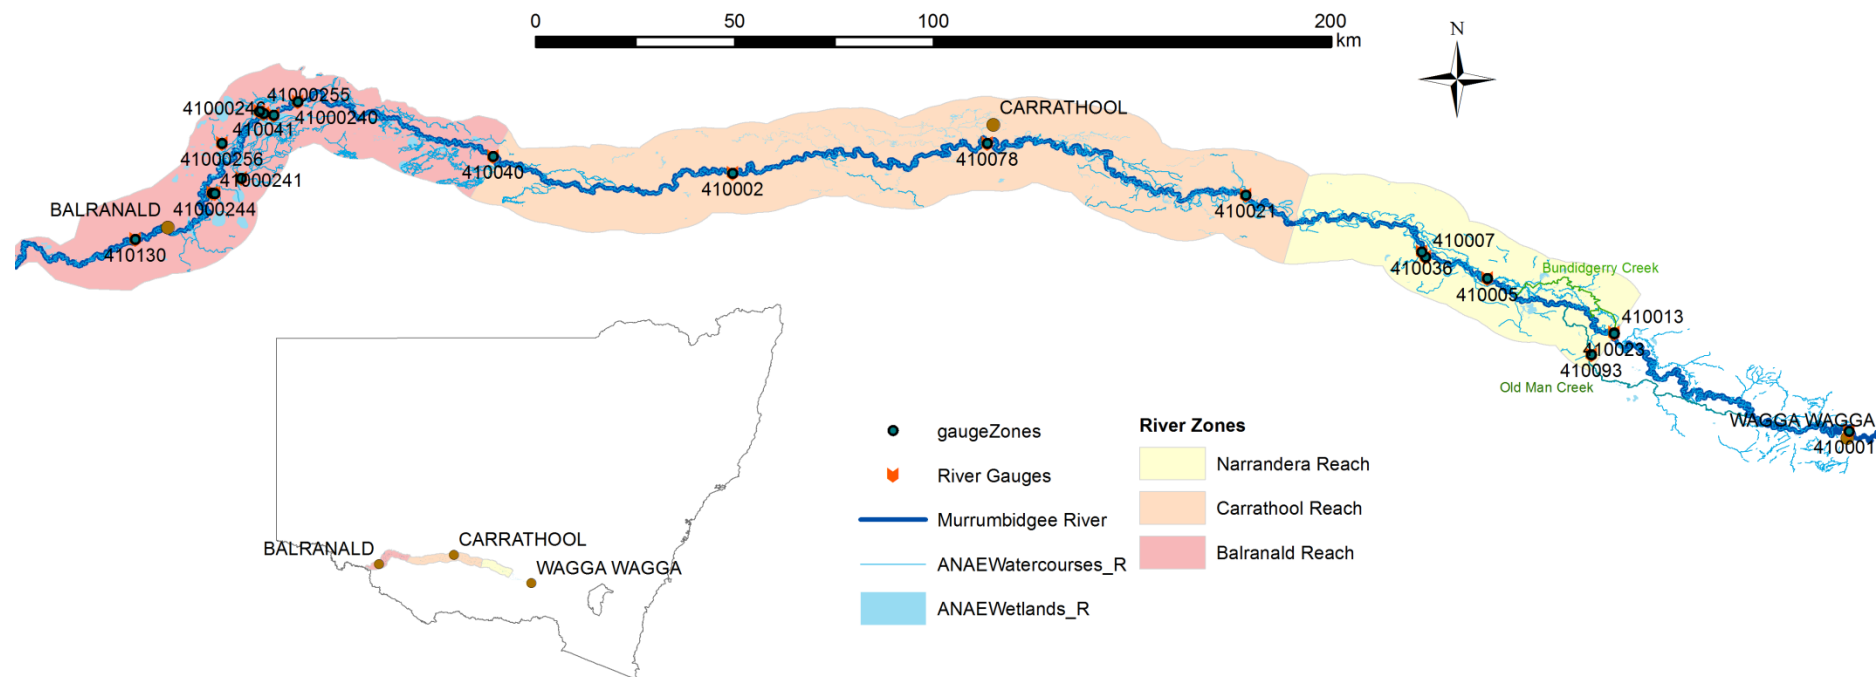 0 50 100 200
km
N
CARRATHOOL
41000255
41000246
41000240
410041
41000256
410040
410078
41000241
410002
410021
41000244
BALRANALD
410130
410007
410036
Bundidgerry Creek
410005
410013
410023
410093
Old Man Creek
WAGGA WAGGA
410001
gaugeZones
River Gauges
Murrumbidgee River
ANAEWatercourses_R
ANAEWetlands_R
River Zones
Narrandera Reach
Carrathool Reach
Balranald Reach
CARRATHOOL
BALRANALD
WAGGA WAGGA